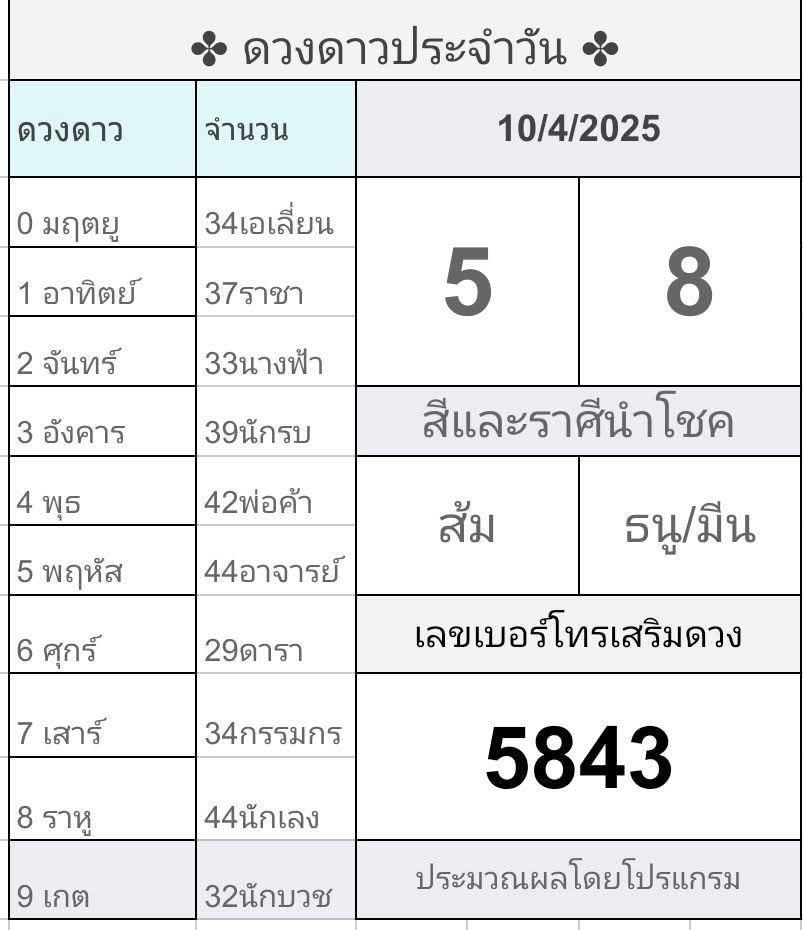 ✤ ดวงดาวประจำวัน ✤
ดวงดาว จำนวน 10/4/2025
0 มฤตยู 34เอเลี่ยน
1 อาทิตย์ 37ราชา
5 8
2 จันทร์ 33นางฟ้า
3 อังคาร 39นักรบ
สีและราศีนำโชค
4 พุธ 42พ่อค้า
ส้ม ธนู/มีน
5 พฤหัส 44อาจารย์
6 ศุกร์ 29ดารา
เลขเบอร์โทรเสริมดวง
7 เสาร์ 34กรรมกร
5843
8 ราหู 44นักเลง
9 เกต 32นักบวช
ประมวณผลโดยโปรแกรม